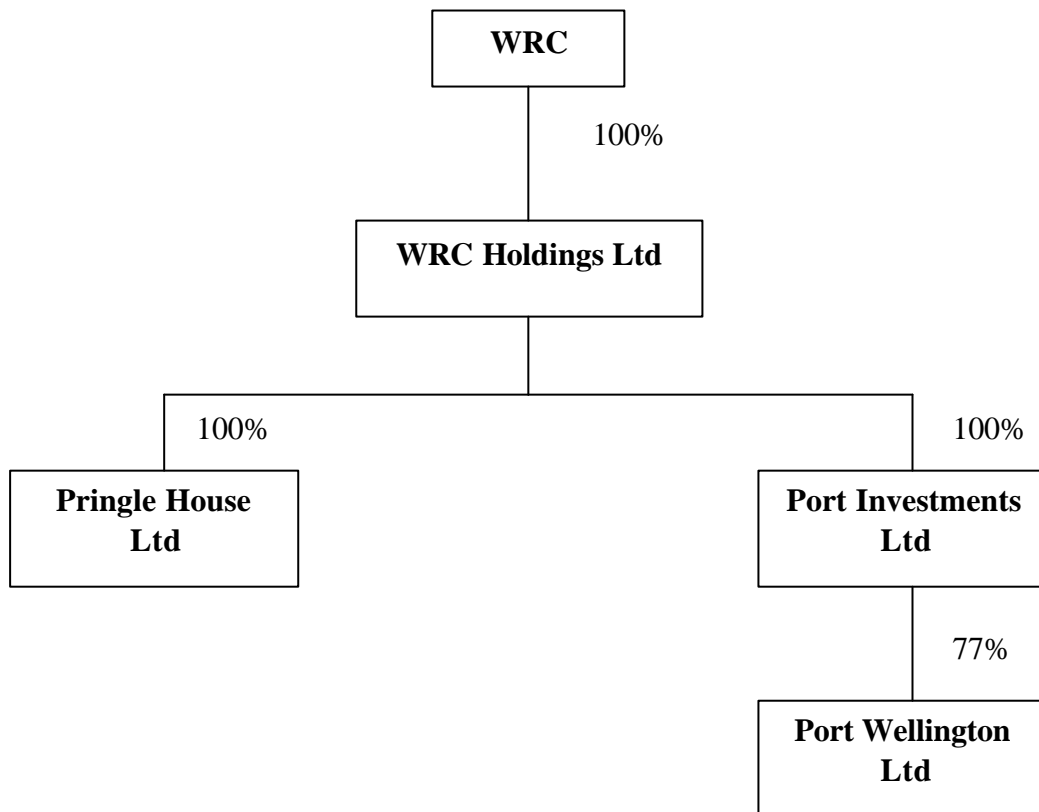 WRC
100%
WRC Holdings Ltd
100%
100%
Pringle House
Ltd
Port Investments
Ltd
77%
Port Wellington
Ltd